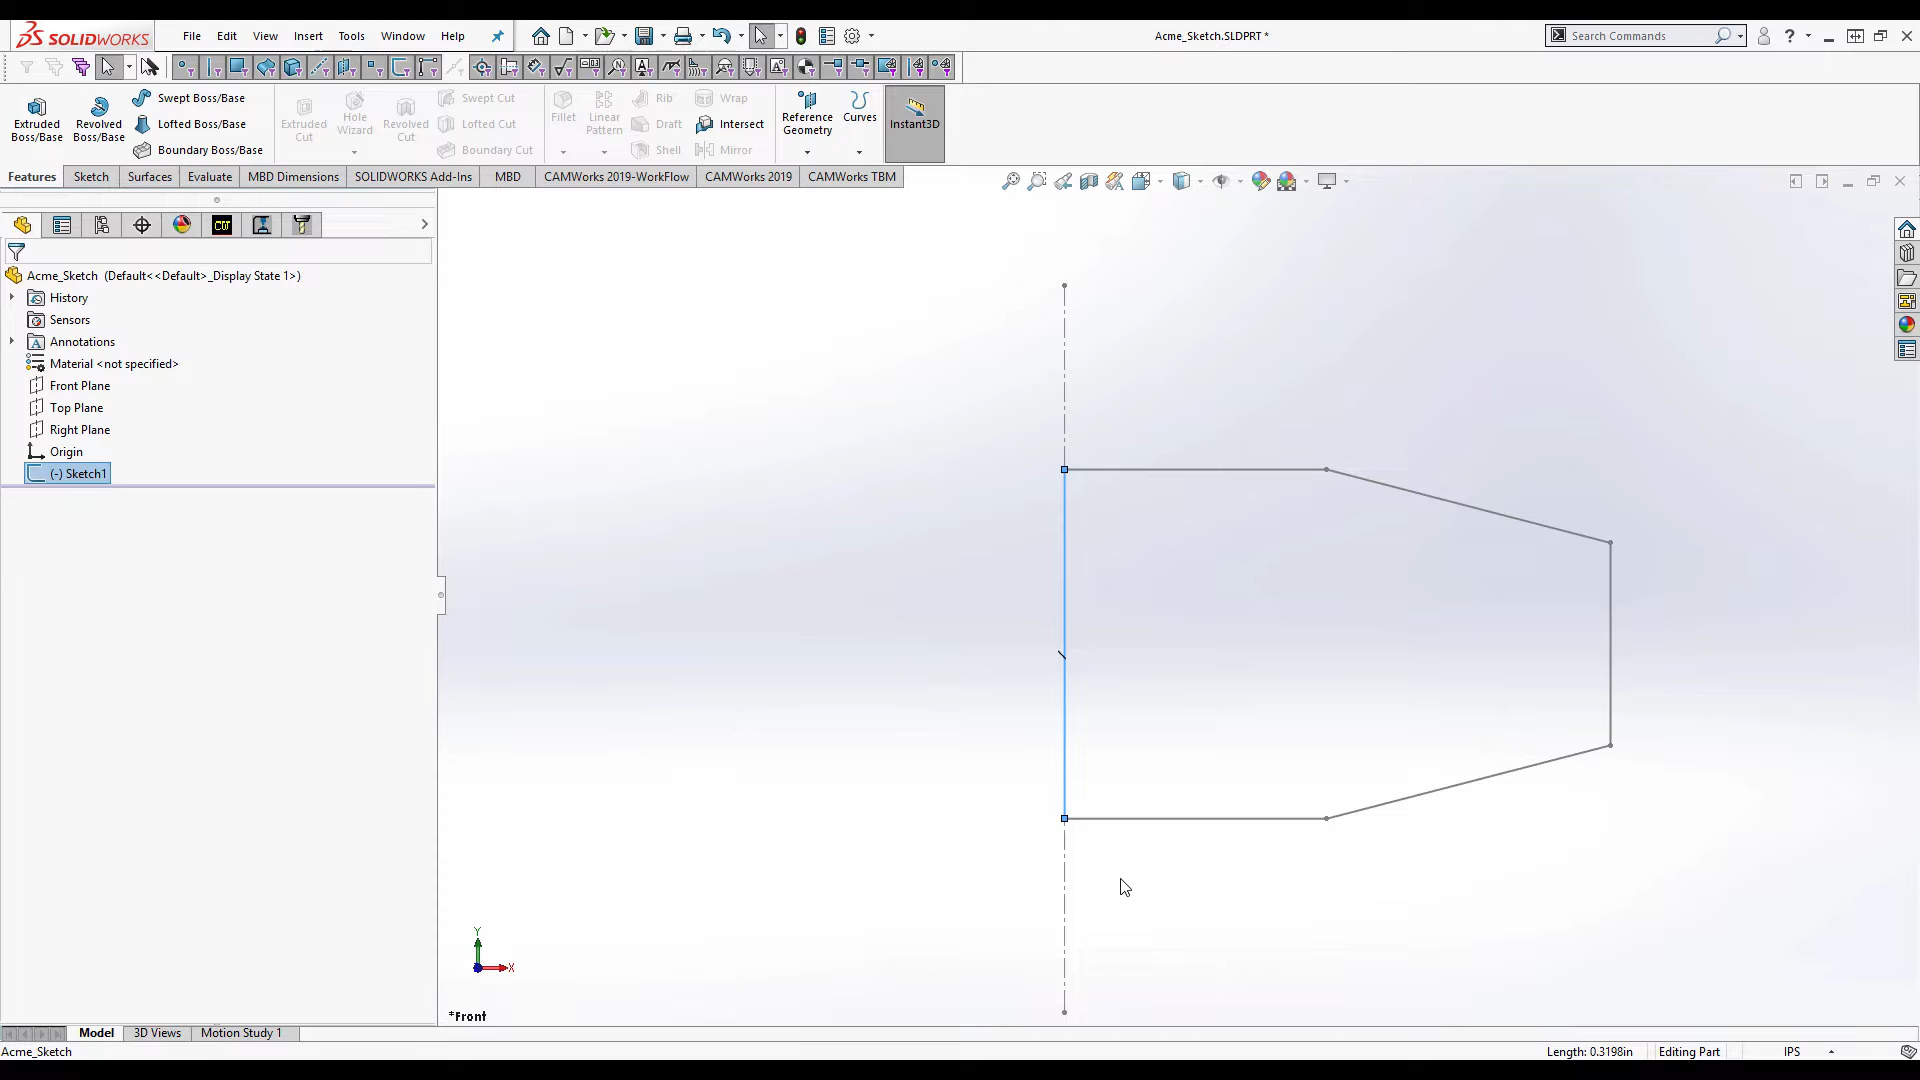 SOLIDWORKS File Edit View Insert Tools Window Help Acme_Sketch.SLDPRT * Search Commands ?
Extruded Boss/Base
Revolved Boss/Base
Swept Boss/Base
Lofted Boss/Base
Boundary Boss/Base
Extruded Cut
Hole Wizard
Revolved Cut
Swept Cut
Lofted Cut
Boundary Cut
Fillet
Linear Pattern
Rib
Draft
Shell
Wrap
Intersect
Mirror
Reference Geometry
Curves
Instant3D
Features Sketch Surfaces Evaluate MBD Dimensions SOLIDWORKS Add-Ins MBD CAMWorks 2019-WorkFlow CAMWorks 2019 CAMWorks TBM
CW
Acme_Sketch (Default<<Default>_Display State 1>)
History
Sensors
Annotations
Material <not specified>
Front Plane
Top Plane
Right Plane
Origin
(-) Sketch1
Y
X
*Front
Model 3D Views Motion Study 1
Acme_Sketch Length: 0.3198in Editing Part IPS